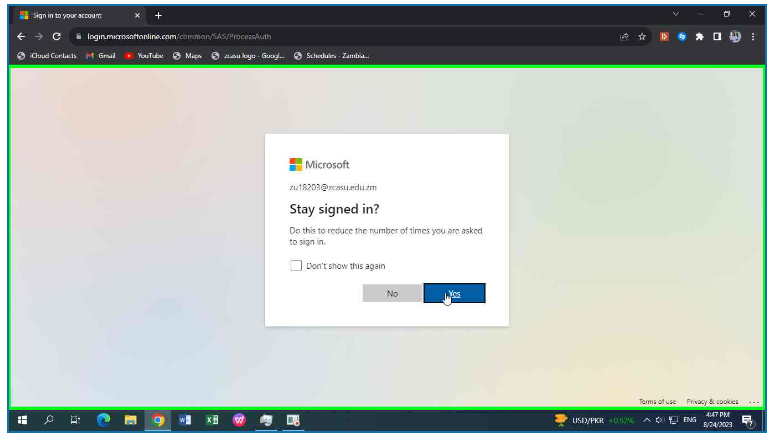 Sign in to your account
login.microsoftonline.com/common/SAS/ProcessAuth
iCloud Contacts Gmail YouTube Maps zcasu logo - Googl... Schedules - Zambia...
Microsoft
zu18203@zcasu.edu.zm
Stay signed in?
Do this to reduce the number of times you are asked
to sign in.
Don't show this again
No Yes
Terms of use Privacy & cookies ...
USD/PKR +0.52% ENG 4:47 PM
8/24/2023